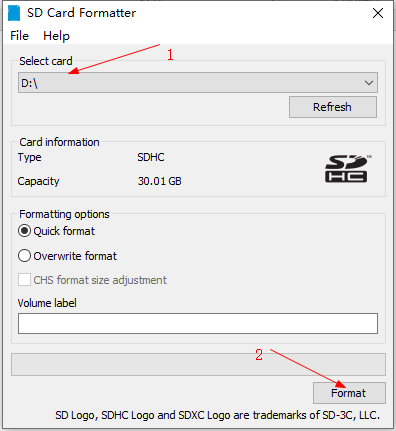 SD Card Formatter
File Help
1
Select card
D:\
Refresh
Card information
Type SDHC
Capacity 30.01 GB
SD HC ™
Formatting options
Quick format
Overwrite format
CHS format size adjustment
Volume label
2
Format
SD Logo, SDHC Logo and SDXC Logo are trademarks of SD-3C, LLC.